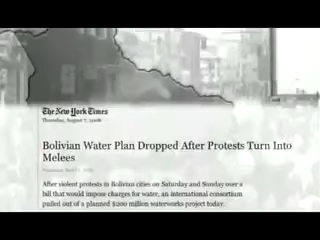 The New York Times
Thursday, August 7, 2008
Bolivian Water Plan Dropped After Protests Turn Into
Melees
After violent protests in Bolivian cities on Saturday and Sunday over a
bill that would impose charges for water, an international consortium
pulled out of a planned $200 million waterworks project today.